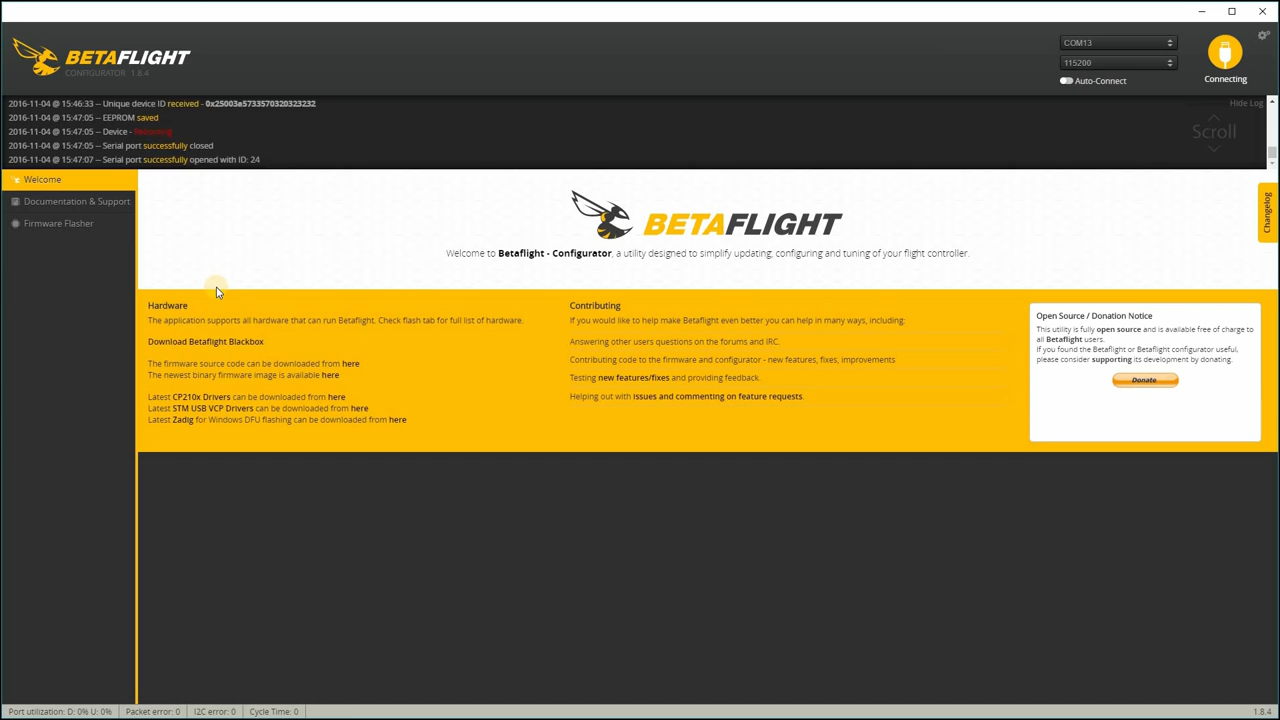 BETAFLIGHT
CONFIGURATOR 1.8.4
COM13
115200
Auto-Connect
Connecting
2016-11-04 @ 15:46:33 -- Unique device ID received - 0x25003a5733570320323232
2016-11-04 @ 15:47:05 -- EEPROM saved
2016-11-04 @ 15:47:05 -- Device - Rebooting
2016-11-04 @ 15:47:05 -- Serial port successfully closed
2016-11-04 @ 15:47:07 -- Serial port successfully opened with ID: 24
Hide Log
Scroll
Welcome
Documentation & Support
Firmware Flasher
BETAFLIGHT
Welcome to Betaflight - Configurator, a utility designed to simplify updating, configuring and tuning of your flight controller.
Changelog
Hardware
The application supports all hardware that can run Betaflight. Check flash tab for full list of hardware.
Download Betaflight Blackbox
The firmware source code can be downloaded from here
The newest binary firmware image is available here
Latest CP210x Drivers can be downloaded from here
Latest STM USB VCP Drivers can be downloaded from here
Latest Zadig for Windows DFU flashing can be downloaded from here
Contributing
If you would like to help make Betaflight even better you can help in many ways, including:
Answering other users questions on the forums and IRC.
Contributing code to the firmware and configurator - new features, fixes, improvements
Testing new features/fixes and providing feedback.
Helping out with issues and commenting on feature requests.
Open Source / Donation Notice
This utility is fully open source and is available free of charge to
all Betaflight users.
If you found the Betaflight or Betaflight configurator useful,
please consider supporting its development by donating.
Donate
Port utilization: D: 0% U: 0%
Packet error: 0
I2C error: 0
Cycle Time: 0
1.8.4